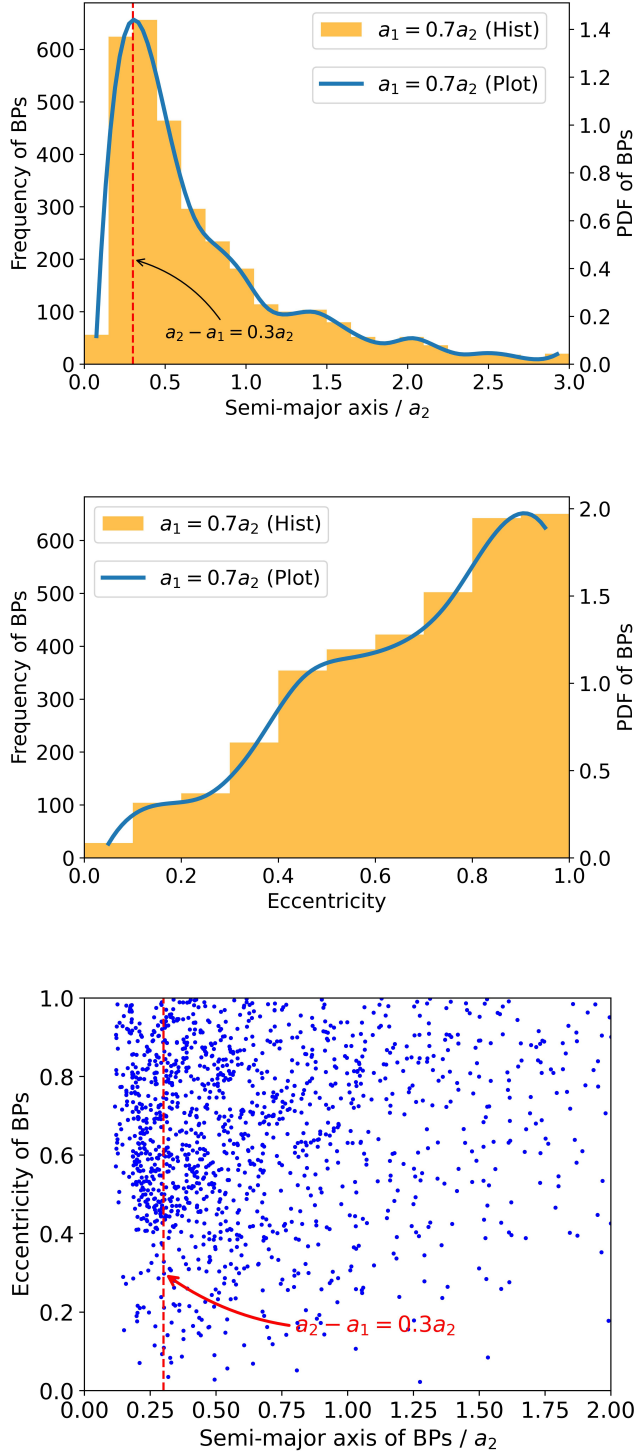 a₁ = 0.7a₂ (Hist)
a₁ = 0.7a₂ (Plot)
Frequency of BPs
600
500
400
300
200
100
0
PDF of BPs
1.4
1.2
1.0
0.8
0.6
0.4
0.2
0.0
a₂ − a₁ = 0.3a₂
0.0 0.5 1.0 1.5 2.0 2.5 3.0
Semi-major axis / a₂
a₁ = 0.7a₂ (Hist)
a₁ = 0.7a₂ (Plot)
Frequency of BPs
600
500
400
300
200
100
0
PDF of BPs
2.0
1.5
1.0
0.5
0.0
0.0 0.2 0.4 0.6 0.8 1.0
Eccentricity
Eccentricity of BPs
1.0
0.8
0.6
0.4
0.2
0.0
a₂ − a₁ = 0.3a₂
0.00 0.25 0.50 0.75 1.00 1.25 1.50 1.75 2.00
Semi-major axis of BPs / a₂